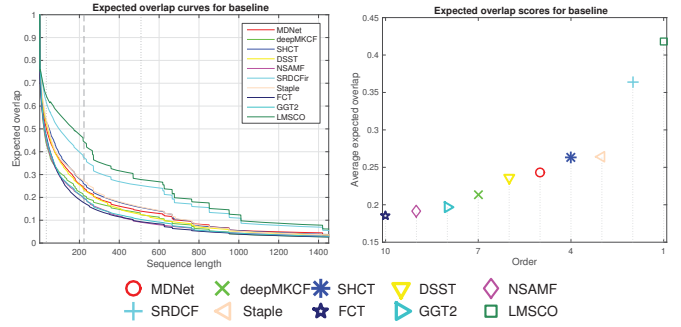 Expected overlap curves for baseline
Expected overlap
1
0.9
0.8
0.7
0.6
0.5
0.4
0.3
0.2
0.1
0
200 400 600 800 1000 1200 1400
Sequence length
MDNet
deepMKCF
SHCT
DSST
NSAMF
SRDCFir
Staple
FCT
GGT2
LMSCO
Expected overlap scores for baseline
Average expected overlap
0.45
0.4
0.35
0.3
0.25
0.2
0.15
10 7 4 1
Order
MDNet deepMKCF SHCT DSST NSAMF
SRDCF Staple FCT GGT2 LMSCO